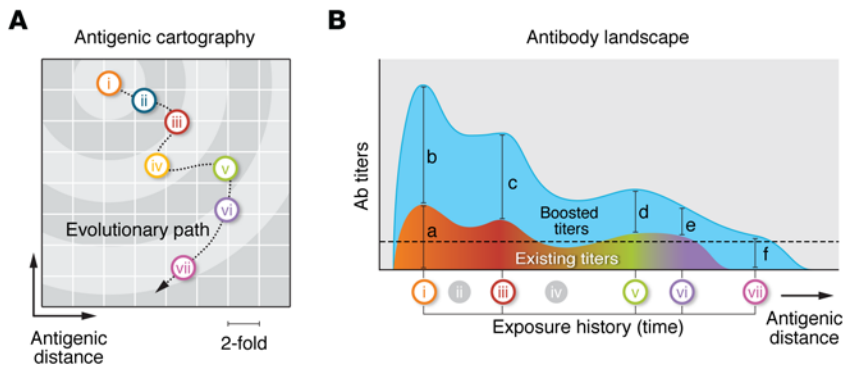 A
Antigenic cartography
i
ii
iii
iv
v
vi
vii
Evolutionary path
Antigenic
distance
2-fold
B
Antibody landscape
Ab titers
b
a
c
Boosted
titers
d
e
f
Existing titers
i
ii
iii
iv
v
vi
vii
Exposure history (time)
Antigenic
distance